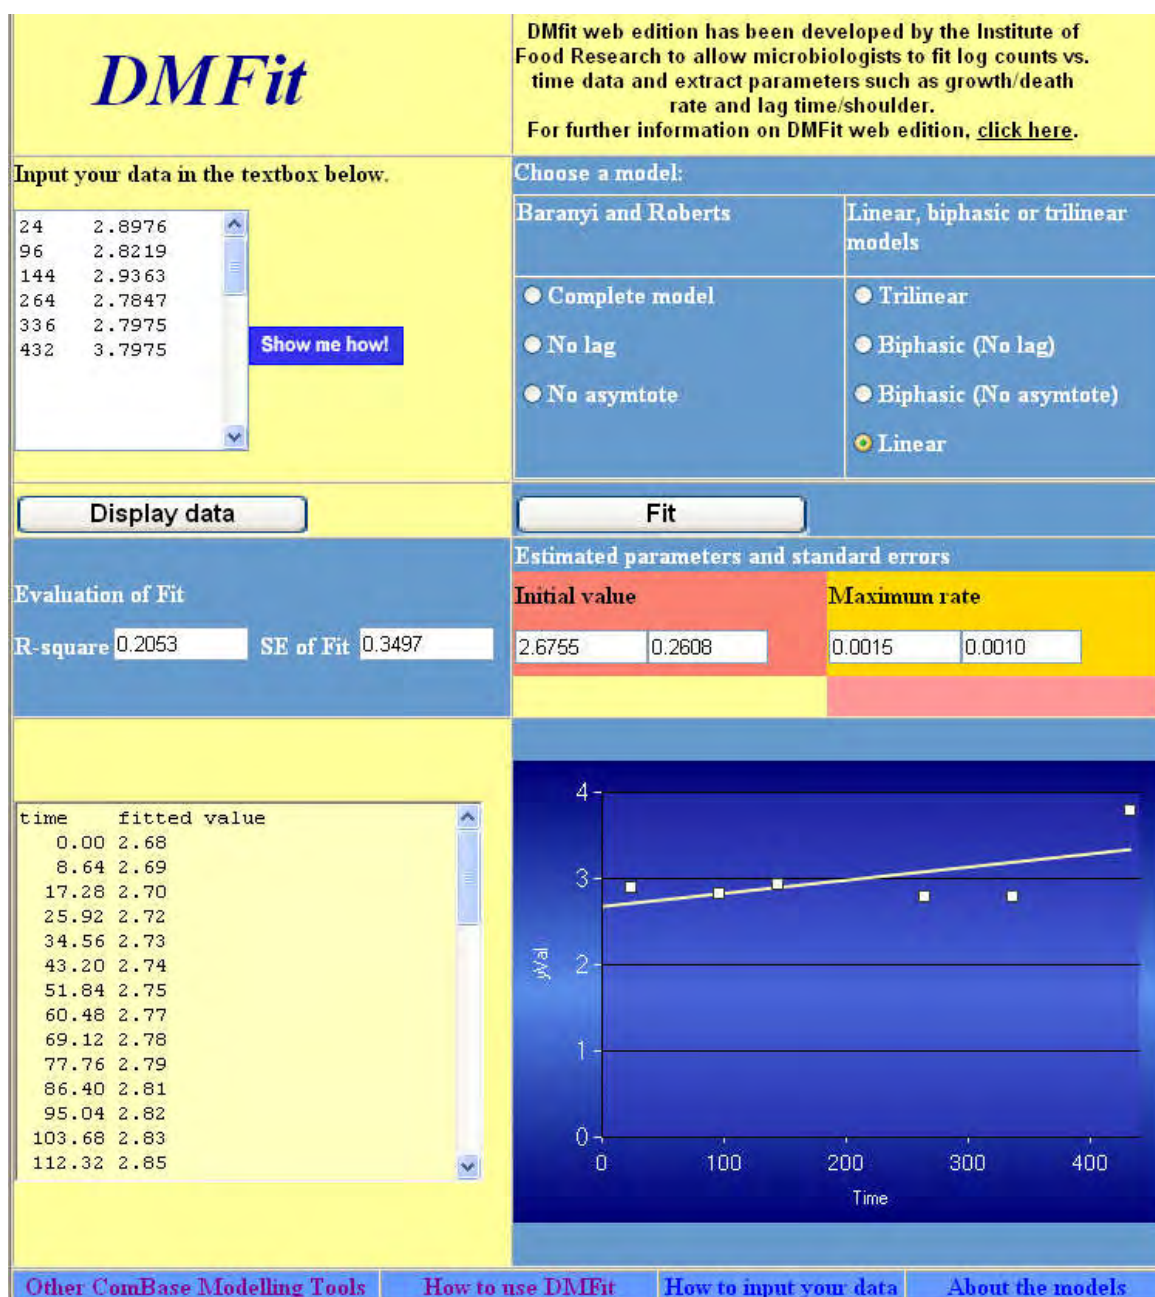 DMFit
DMfit web edition has been developed by the Institute of
Food Research to allow microbiologists to fit log counts vs.
time data and extract parameters such as growth/death
rate and lag time/shoulder.
For further information on DMFit web edition, click here.
Input your data in the textbox below.
24 2.8976
96 2.8219
144 2.9363
264 2.7847
336 2.7975
432 3.7975
Show me how!
Choose a model:
Baranyi and Roberts
Linear, biphasic or trilinear
models
Complete model
No lag
No asymtote
Trilinear
Biphasic (No lag)
Biphasic (No asymtote)
Linear
Display data
Fit
Evaluation of Fit
R-square 0.2053 SE of Fit 0.3497
Estimated parameters and standard errors
Initial value
2.6755 0.2608
Maximum rate
0.0015 0.0010
time fitted value
0.00 2.68
8.64 2.69
17.28 2.70
25.92 2.72
34.56 2.73
43.20 2.74
51.84 2.75
60.48 2.77
69.12 2.78
77.76 2.79
86.40 2.81
95.04 2.82
103.68 2.83
112.32 2.85
4
3
2
1
0
yVal
0 100 200 300 400
Time
Other ComBase Modelling Tools
How to use DMFit
How to input your data
About the models